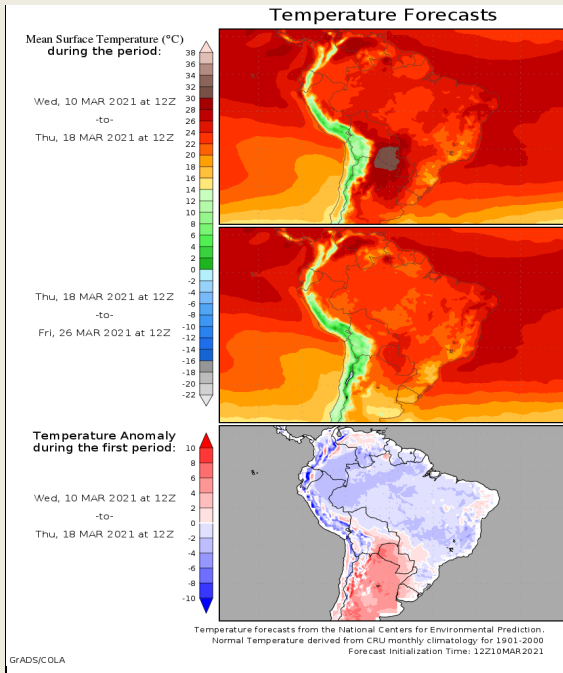 Temperature Forecasts
Mean Surface Temperature (°C)
during the period:
38
36
34
32
30
28
26
24
22
20
18
16
14
12
10
8
6
4
2
0
-2
-4
-6
-8
-10
-12
-14
-16
-18
-20
-22
Wed, 10 MAR 2021 at 12Z
-to-
Thu, 18 MAR 2021 at 12Z
Thu, 18 MAR 2021 at 12Z
-to-
Fri, 26 MAR 2021 at 12Z
Temperature Anomaly
during the first period:
10
8
6
4
2
0
-2
-4
-6
-8
-10
Wed, 10 MAR 2021 at 12Z
-to-
Thu, 18 MAR 2021 at 12Z
Temperature forecasts from the National Centers for Environmental Prediction.
Normal Temperature derived from CRU monthly climatology for 1901-2000
Forecast Initialization Time: 12Z10MAR2021
GrADS/COLA